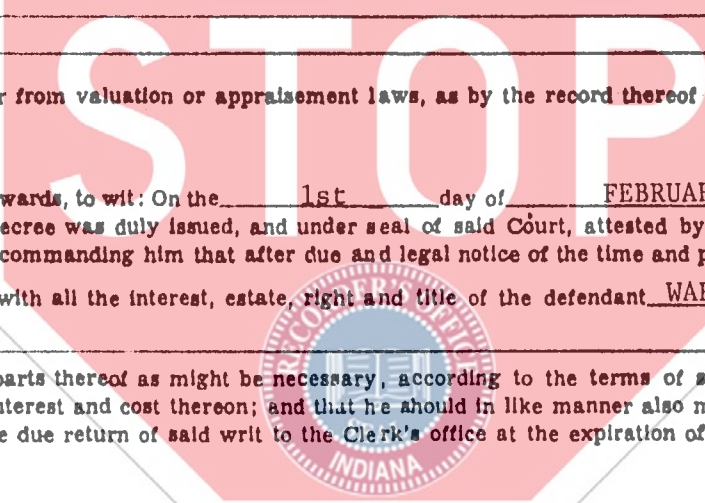 STOP
r from valuation or appraisement laws, as by the record thereof
wards, to wit: On the 1st day of FEBRUAR
ecree was duly issued, and under seal of said Court, attested by
commanding him that after due and legal notice of the time and p
with all the interest, estate, right and title of the defendant WAR
parts thereof as might be necessary, according to the terms of s
nterest and cost thereon; and that he should in like manner also m
e due return of said writ to the Clerk's office at the expiration of
RECORDER'S OFFICE
INDIANA